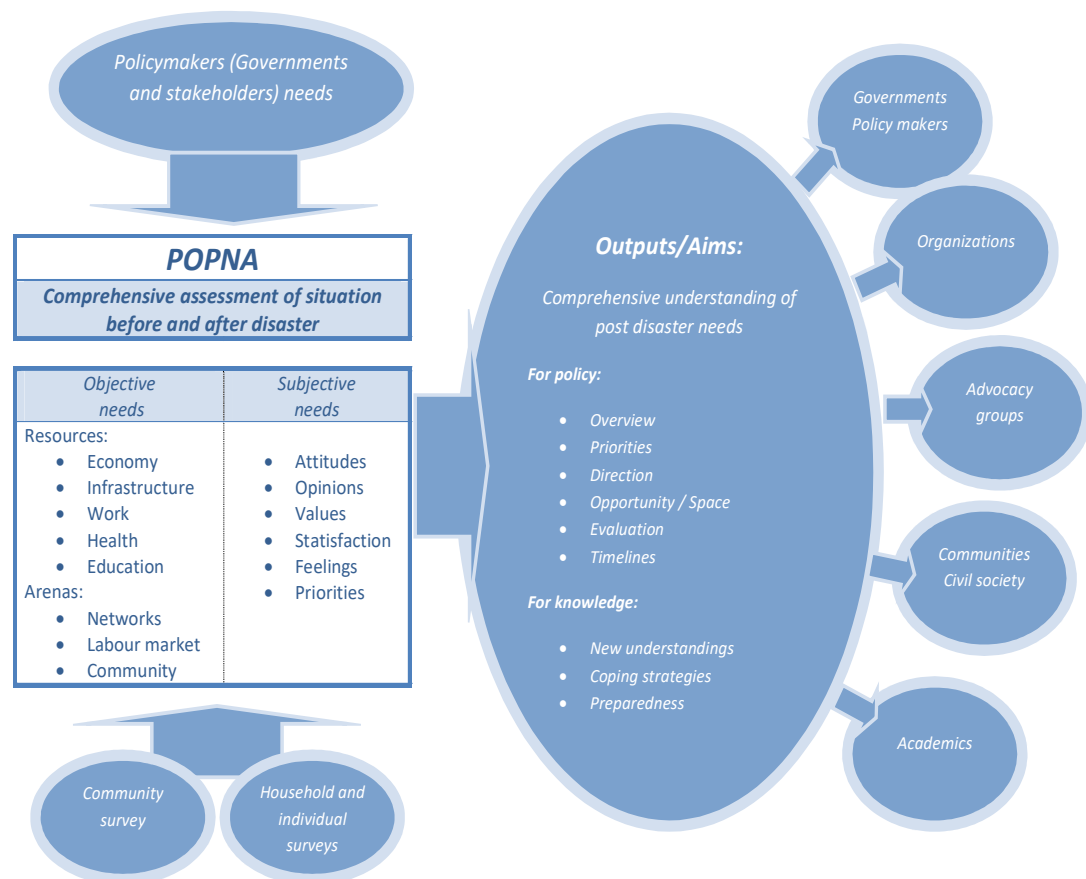 Policymakers (Governments
and stakeholders) needs
POPNA
Comprehensive assessment of situation
before and after disaster
Objective
needs
Resources:
• Economy
• Infrastructure
• Work
• Health
• Education
Arenas:
• Networks
• Labour market
• Community
Subjective
needs
• Attitudes
• Opinions
• Values
• Statisfaction
• Feelings
• Priorities
Community
survey
Household and
individual
surveys
Outputs/Aims:
Comprehensive understanding of
post disaster needs
For policy:
• Overview
• Priorities
• Direction
• Opportunity / Space
• Evaluation
• Timelines
For knowledge:
• New understandings
• Coping strategies
• Preparedness
Governments
Policy makers
Organizations
Advocacy
groups
Communities
Civil society
Academics